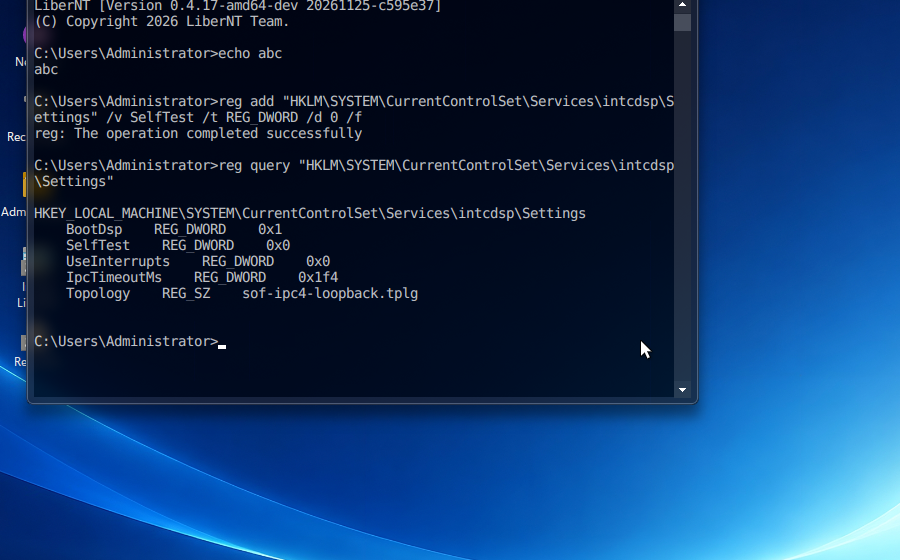 LiberNT [Version 0.4.17-amd64-dev 20261125-c595e37]
(C) Copyright 2026 LiberNT Team.
C:\Users\Administrator>echo abc
abc
C:\Users\Administrator>reg add "HKLM\SYSTEM\CurrentControlSet\Services\intcdsp\S
ettings" /v SelfTest /t REG_DWORD /d 0 /f
reg: The operation completed successfully
C:\Users\Administrator>reg query "HKLM\SYSTEM\CurrentControlSet\Services\intcdsp
\Settings"
HKEY_LOCAL_MACHINE\SYSTEM\CurrentControlSet\Services\intcdsp\Settings
BootDsp    REG_DWORD    0x1
SelfTest    REG_DWORD    0x0
UseInterrupts    REG_DWORD    0x0
IpcTimeoutMs    REG_DWORD    0x1f4
Topology    REG_SZ    sof-ipc4-loopback.tplg
C:\Users\Administrator>